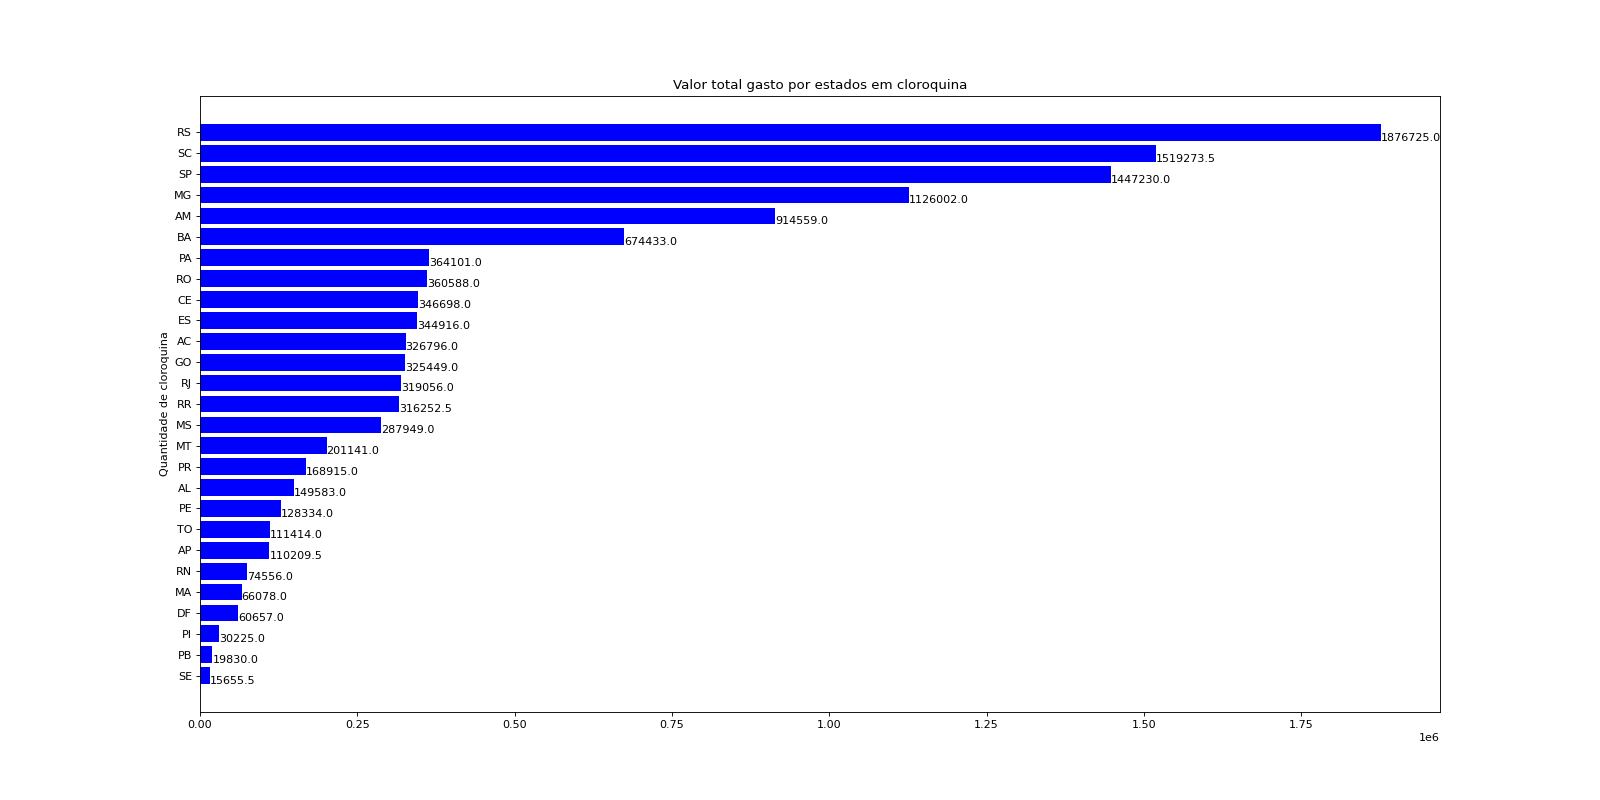 Valor total gasto por estados em cloroquina
Quantidade de cloroquina
RS 1876725.0
SC 1519273.5
SP 1447230.0
MG 1126002.0
AM 914559.0
BA 674433.0
PA 364101.0
RO 360588.0
CE 346698.0
ES 344916.0
AC 326796.0
GO 325449.0
RJ 319056.0
RR 316252.5
MS 287949.0
MT 201141.0
PR 168915.0
AL 149583.0
PE 128334.0
TO 111414.0
AP 110209.5
RN 74556.0
MA 66078.0
DF 60657.0
PI 30225.0
PB 19830.0
SE 15655.5
0.00 0.25 0.50 0.75 1.00 1.25 1.50 1.75
1e6